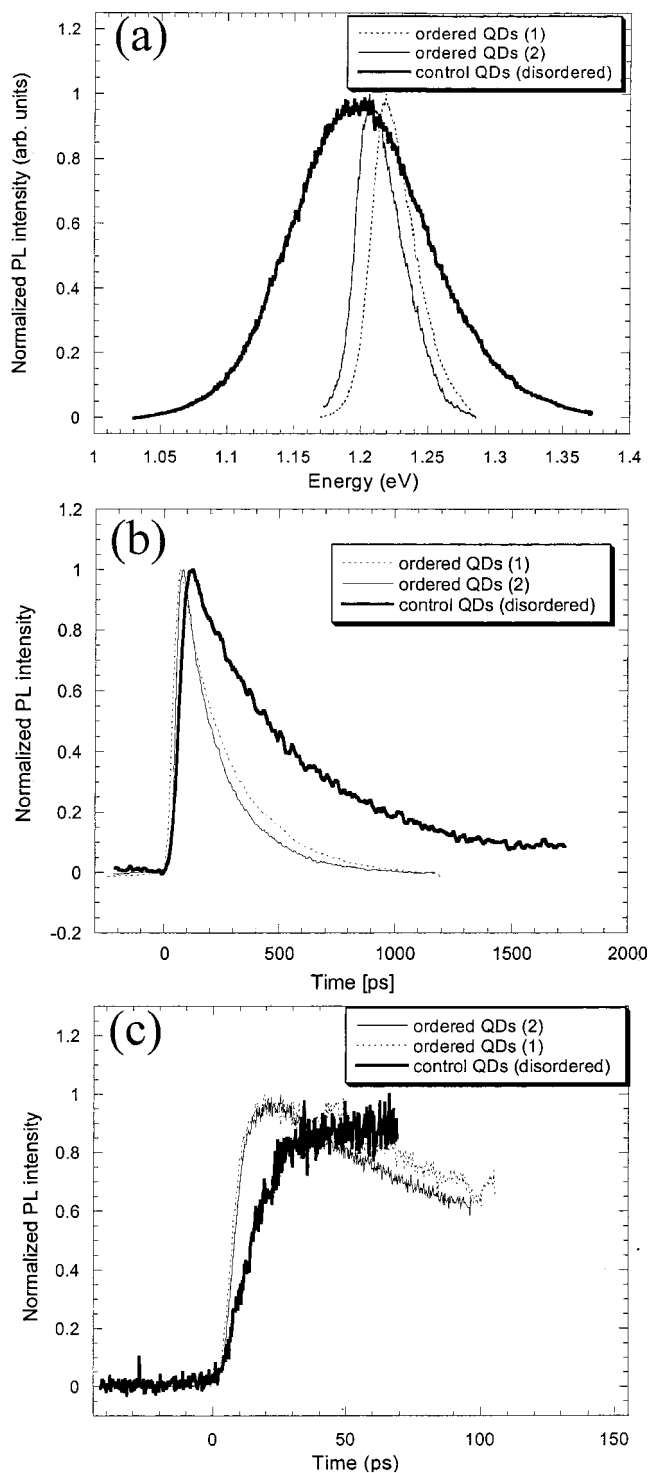 (a)
ordered QDs (1)
ordered QDs (2)
control QDs (disordered)
Normalized PL intensity (arb. units)
1.2
1
0.8
0.6
0.4
0.2
0
1 1.05 1.1 1.15 1.2 1.25 1.3 1.35 1.4
Energy (eV)
(b)
ordered QDs (1)
ordered QDs (2)
control QDs (disordered)
Normalized PL intensity
1.2
1
0.8
0.6
0.4
0.2
0
-0.2
0 500 1000 1500 2000
Time [ps]
(c)
ordered QDs (2)
ordered QDs (1)
control QDs (disordered)
Normalized PL intensity
1.2
1
0.8
0.6
0.4
0.2
0
0 50 100 150
Time (ps)